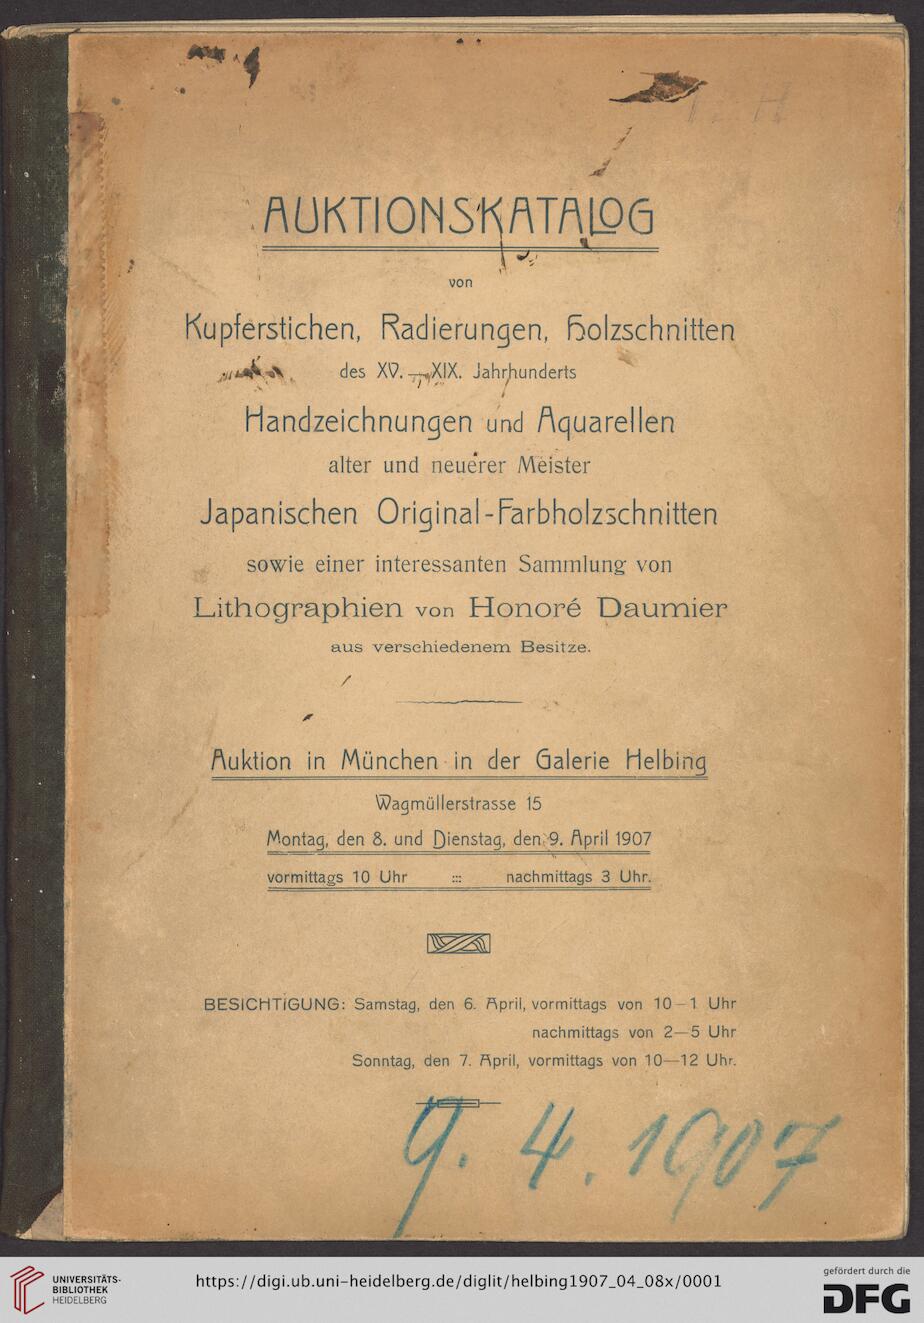 AUKTIONSKATALOG
von
Kupferstichen, Radierungen, Holzschnitten
des XV.—XIX. Jahrhunderts
Handzeichnungen und Aquarellen
alter und neuerer Meister
Japanischen Original-Farbholzschnitten
sowie einer interessanten Sammlung von
Lithographien von Honoré Daumier
aus verschiedenem Besitze.
Auktion in München in der Galerie Helbing
Wagmüllerstrasse 15
Montag, den 8. und Dienstag, den 9. April 1907
vormittags 10 Uhr ::: nachmittags 3 Uhr.
BESICHTIGUNG: Samstag, den 6. April, vormittags von 10—1 Uhr
nachmittags von 2—5 Uhr
Sonntag, den 7. April, vormittags von 10—12 Uhr.
9. 4. 1907
UNIVERSITÄTS-
BIBLIOTHEK
HEIDELBERG
https://digi.ub.uni-heidelberg.de/diglit/helbing1907_04_08x/0001
gefördert durch die
DFG